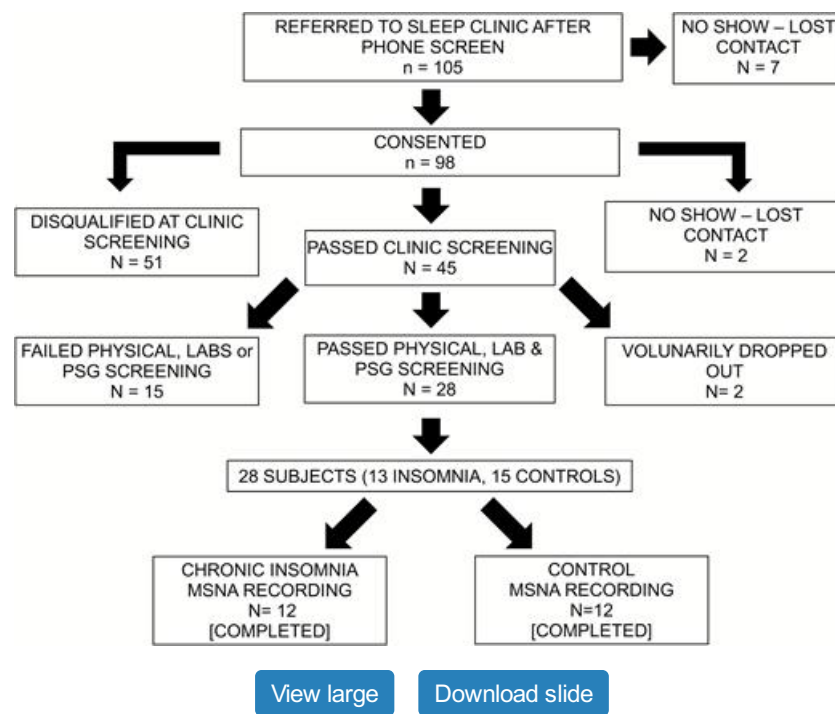 REFERRED TO SLEEP CLINIC AFTER
PHONE SCREEN
n = 105
NO SHOW – LOST
CONTACT
N = 7
CONSENTED
n = 98
DISQUALIFIED AT CLINIC
SCREENING
N = 51
PASSED CLINIC SCREENING
N = 45
NO SHOW – LOST
CONTACT
N = 2
FAILED PHYSICAL, LABS or
PSG SCREENING
N = 15
PASSED PHYSICAL, LAB &
PSG SCREENING
N = 28
VOLUNARILY DROPPED
OUT
N= 2
28 SUBJECTS (13 INSOMNIA, 15 CONTROLS)
CHRONIC INSOMNIA
MSNA RECORDING
N= 12
[COMPLETED]
CONTROL
MSNA RECORDING
N=12
[COMPLETED]
View large
Download slide